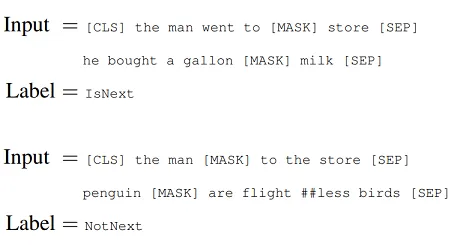 Input = [CLS] the man went to [MASK] store [SEP]
he bought a gallon [MASK] milk [SEP]
Label = IsNext
Input = [CLS] the man [MASK] to the store [SEP]
penguin [MASK] are flight ##less birds [SEP]
Label = NotNext